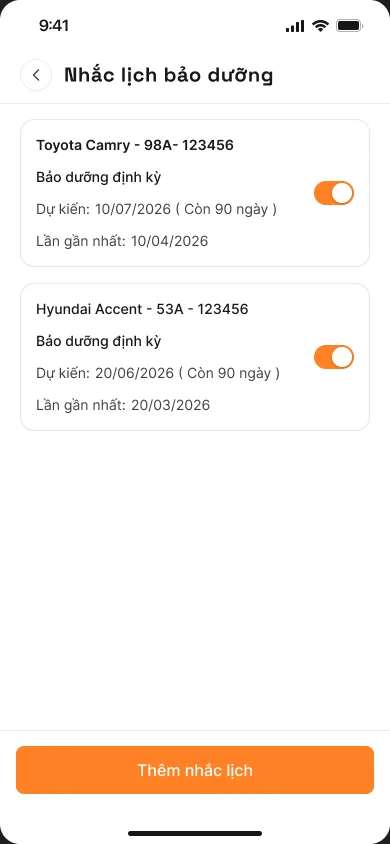 9:41
Nhắc lịch bảo dưỡng
Toyota Camry - 98A- 123456
Bảo dưỡng định kỳ
Dự kiến: 10/07/2026 ( Còn 90 ngày )
Lần gần nhất: 10/04/2026
Hyundai Accent - 53A - 123456
Bảo dưỡng định kỳ
Dự kiến: 20/06/2026 ( Còn 90 ngày )
Lần gần nhất: 20/03/2026
Thêm nhắc lịch